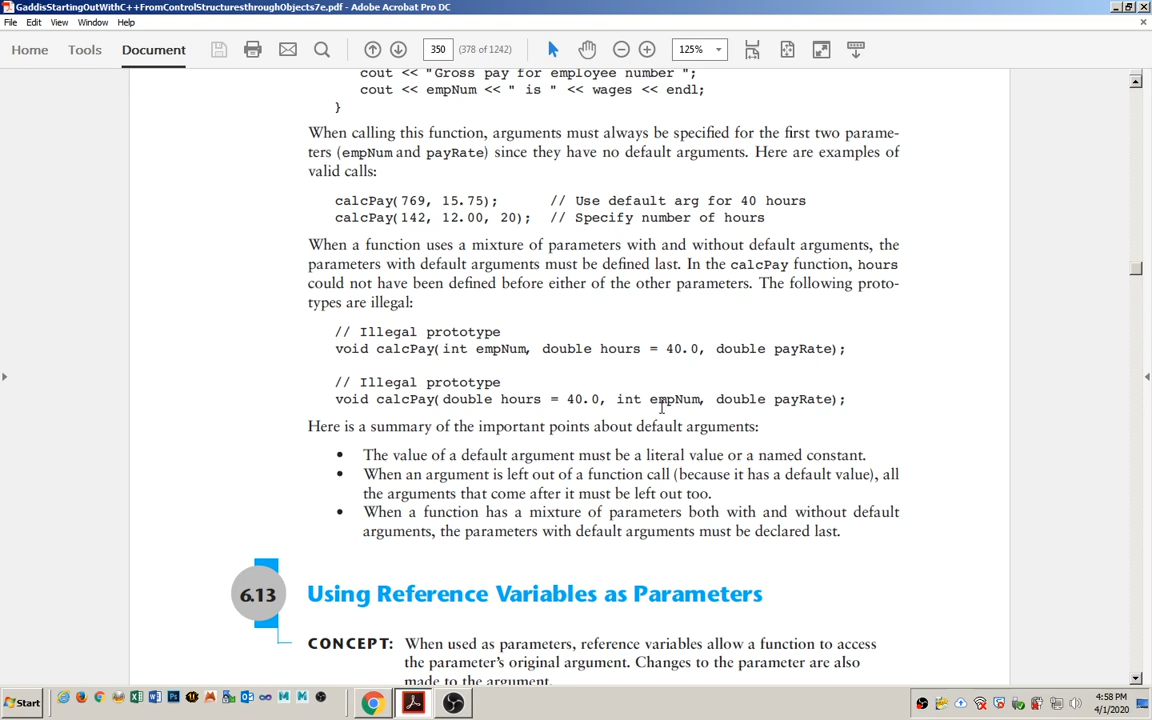 GaddisStartingOutWithC++FromControlStructuresthroughObjects7e.pdf - Adobe Acrobat Pro DC
File Edit View Window Help
Home Tools Document 350 (378 of 1242) 125%
cout << "Gross pay for employee number ";
cout << empNum << " is " << wages << endl;
}
When calling this function, arguments must always be specified for the first two parame-
ters (empNum and payRate) since they have no default arguments. Here are examples of
valid calls:
calcPay(769, 15.75); // Use default arg for 40 hours
calcPay(142, 12.00, 20); // Specify number of hours
When a function uses a mixture of parameters with and without default arguments, the
parameters with default arguments must be defined last. In the calcPay function, hours
could not have been defined before either of the other parameters. The following proto-
types are illegal:
// Illegal prototype
void calcPay(int empNum, double hours = 40.0, double payRate);
// Illegal prototype
void calcPay(double hours = 40.0, int empNum, double payRate);
Here is a summary of the important points about default arguments:
• The value of a default argument must be a literal value or a named constant.
• When an argument is left out of a function call (because it has a default value), all
the arguments that come after it must be left out too.
• When a function has a mixture of parameters both with and without default
arguments, the parameters with default arguments must be declared last.
6.13 Using Reference Variables as Parameters
CONCEPT: When used as parameters, reference variables allow a function to access
the parameter's original argument. Changes to the parameter are also
made to the argument.
Start
4:58 PM
4/1/2020